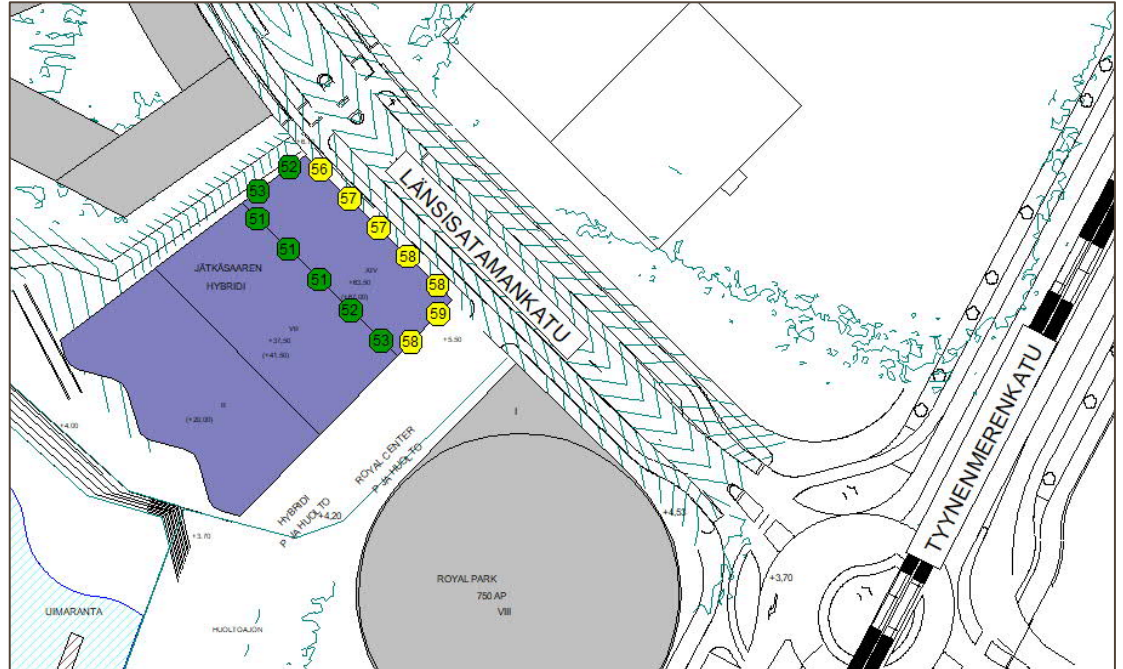 52
56
53
57
51
57
51
58
51
58
52
59
53
58
JÄTKÄSAAREN
HYBRIDI
XIV
+63,50
VIII
+37,50
(+41,50)
II
(+20,00)
+5.50
LÄNSISATAMANKATU
TYYNENMERENKATU
I
ROYAL CENTER
P JA HUOLTO
HYBRIDI
P JA HUOLTO
+4,20
+4.00
+3.70
+4,53
+3,70
ROYAL PARK
750 AP
VIII
UIMARANTA
HUOLTOAJON